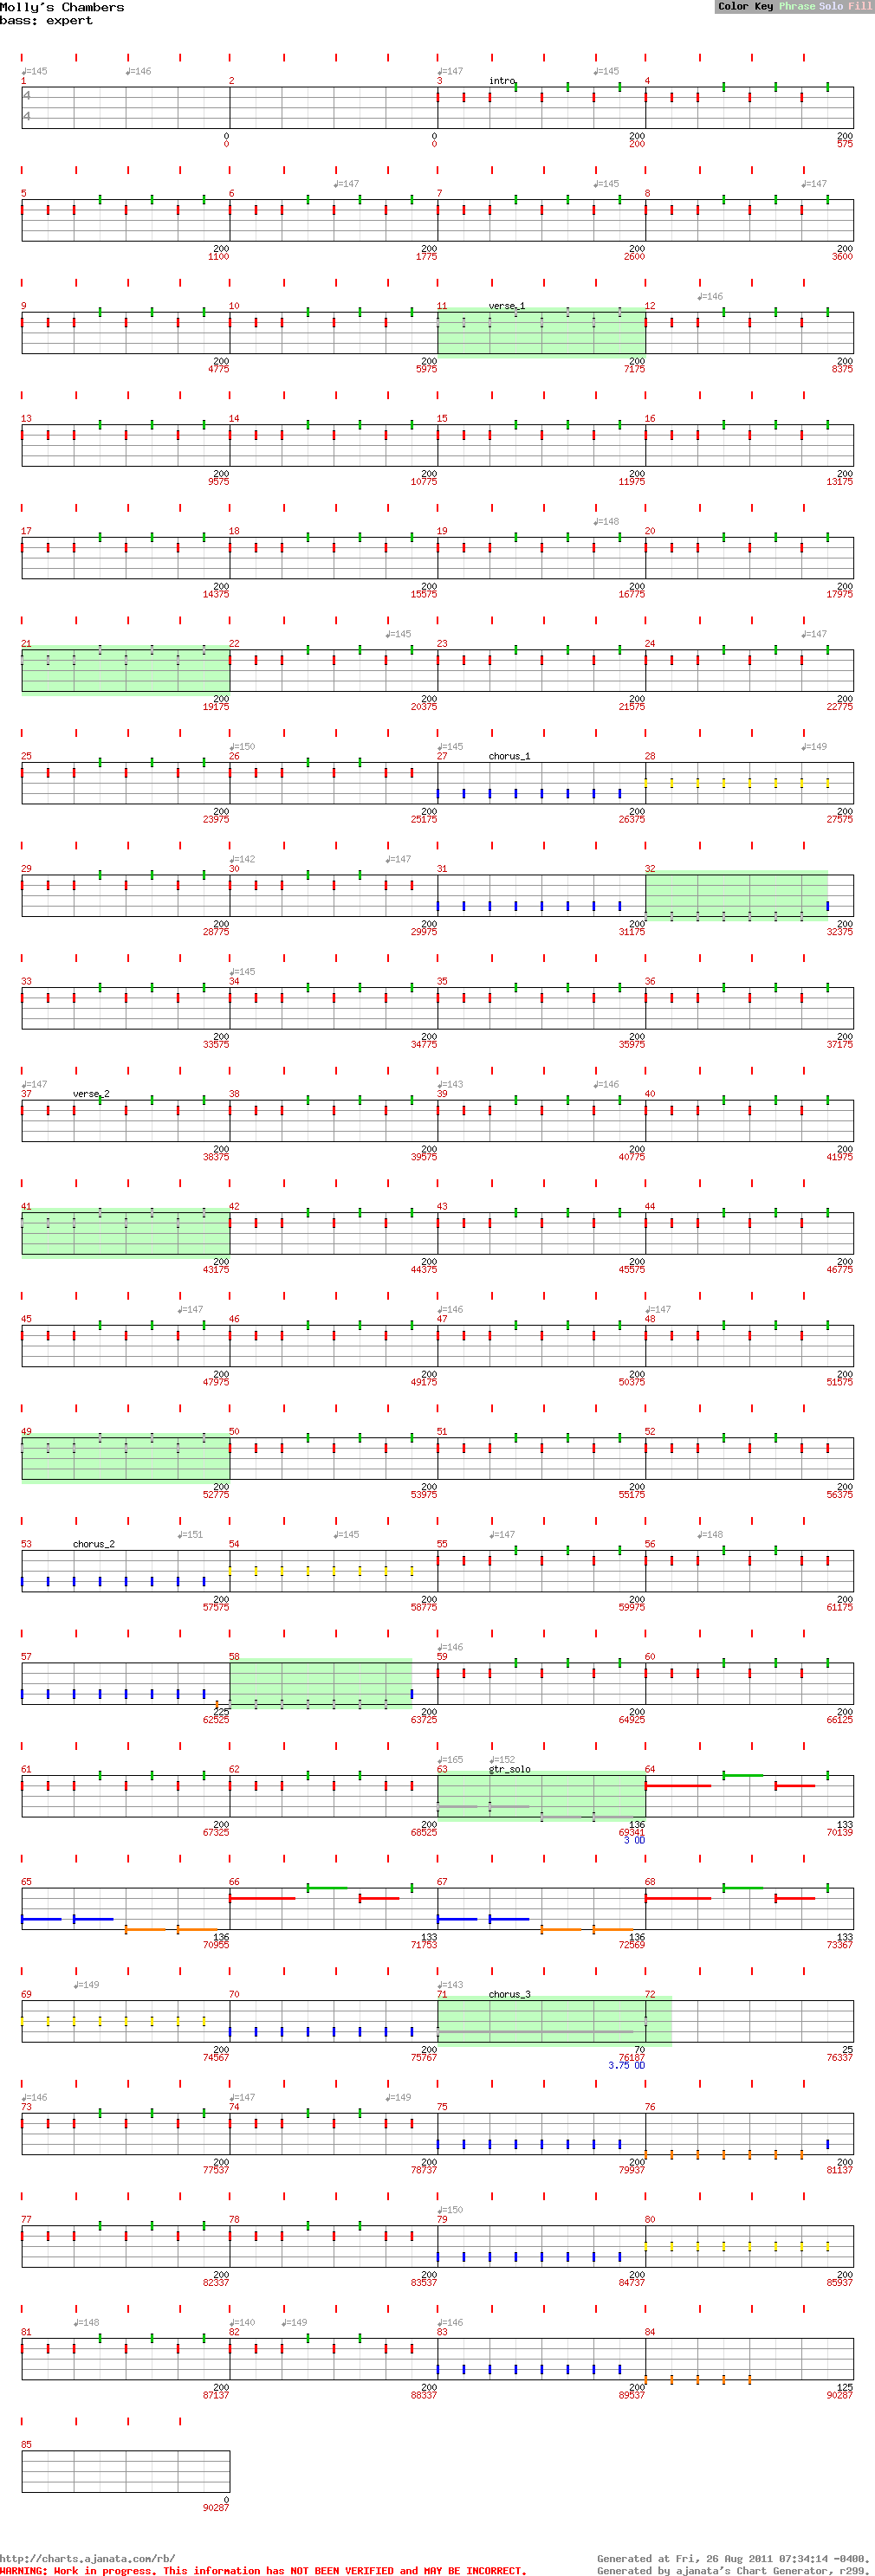 Molly's Chambers
Color Key Phrase Solo Fill
bass: expert
♩=145 ♩=146 ♩=147 ♩=145
1 2 3 intro 4
4
4
0 0 200 200
0 0 200 575
♩=147 ♩=145 ♩=147
5 6 7 8
200 200 200 200
1100 1775 2600 3600
♩=146
9 10 11 verse_1 12
200 200 200 200
4775 5975 7175 8375
13 14 15 16
200 200 200 200
9575 10775 11975 13175
♩=148
17 18 19 20
200 200 200 200
14375 15575 16775 17975
♩=145 ♩=147
21 22 23 24
200 200 200 200
19175 20375 21575 22775
♩=150 ♩=145 ♩=149
25 26 27 chorus_1 28
200 200 200 200
23975 25175 26375 27575
♩=142 ♩=147
29 30 31 32
200 200 200 200
28775 29975 31175 32375
♩=145
33 34 35 36
200 200 200 200
33575 34775 35975 37175
♩=147 ♩=143 ♩=146
37 verse_2 38 39 40
200 200 200 200
38375 39575 40775 41975
41 42 43 44
200 200 200 200
43175 44375 45575 46775
♩=147 ♩=146 ♩=147
45 46 47 48
200 200 200 200
47975 49175 50375 51575
49 50 51 52
200 200 200 200
52775 53975 55175 56375
♩=151 ♩=145 ♩=147 ♩=148
53 chorus_2 54 55 56
200 200 200 200
57575 58775 59975 61175
♩=146
57 58 59 60
225 200 200 200
62525 63725 64925 66125
♩=165 ♩=152
61 62 63 gtr_solo 64
200 200 136 133
67325 68525 69341 70139
3 OD
65 66 67 68
136 133 136 133
70955 71753 72569 73367
♩=149 ♩=143
69 70 71 chorus_3 72
200 200 70 25
74567 75767 76187 76337
3.75 OD
♩=146 ♩=147 ♩=149
73 74 75 76
200 200 200 200
77537 78737 79937 81137
♩=150
77 78 79 80
200 200 200 200
82337 83537 84737 85937
♩=148 ♩=140 ♩=149 ♩=146
81 82 83 84
200 200 200 125
87137 88337 89537 90287
85
0
90287
http://charts.ajanata.com/rb/
Generated at Fri, 26 Aug 2011 07:34:14 -0400.
WARNING: Work in progress. This information has NOT BEEN VERIFIED and MAY BE INCORRECT.
Generated by ajanata's Chart Generator, r299.